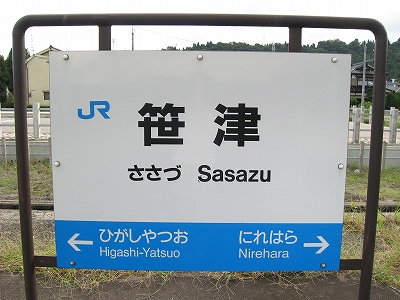 JR 笹津
ささづ Sasazu
← ひがしやつお にれはら →
Higashi-Yatsuo Nirehara